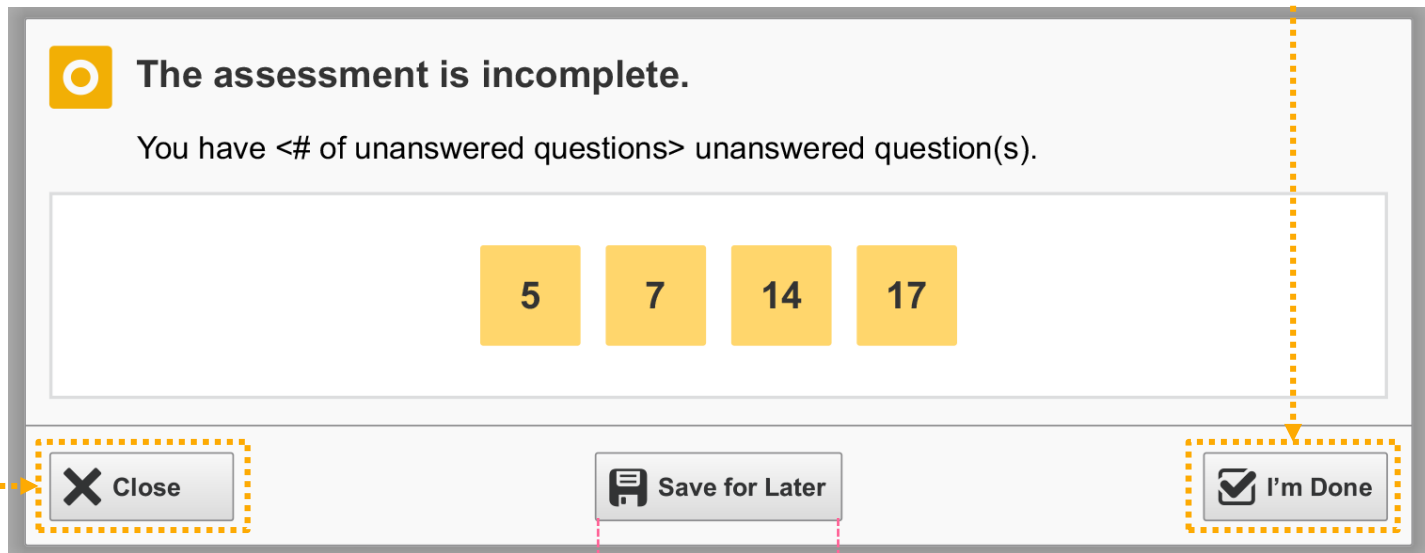 The assessment is incomplete.
You have <# of unanswered questions> unanswered question(s).
5 7 14 17
Close Save for Later I’m Done